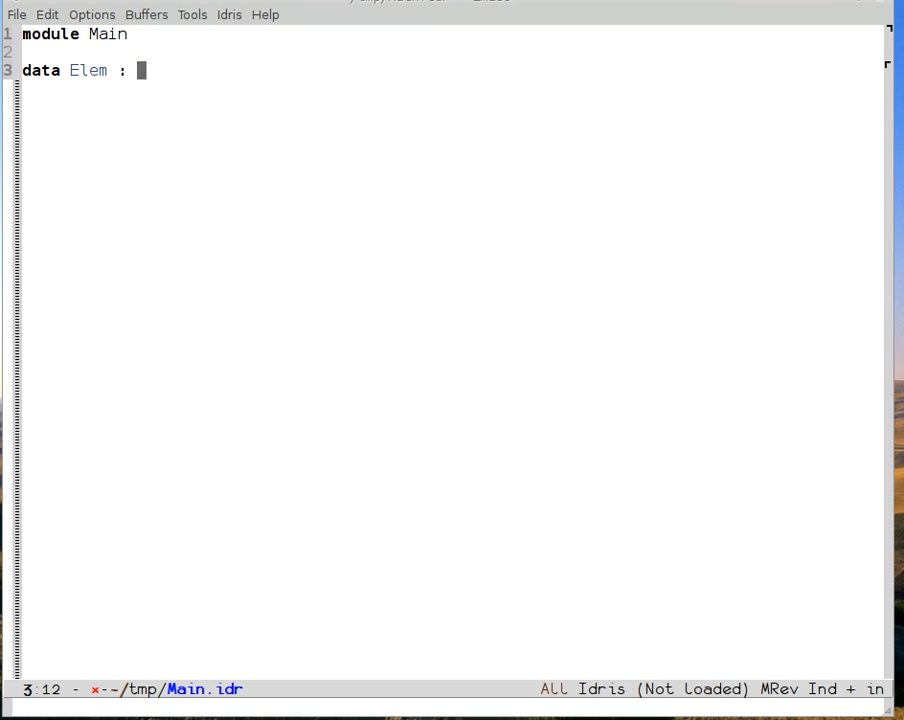 File Edit Options Buffers Tools Idris Help
1 module Main
2
3 data Elem :
3:12 - ×--/tmp/Main.idr All Idris (Not loaded) MRev Ind + in